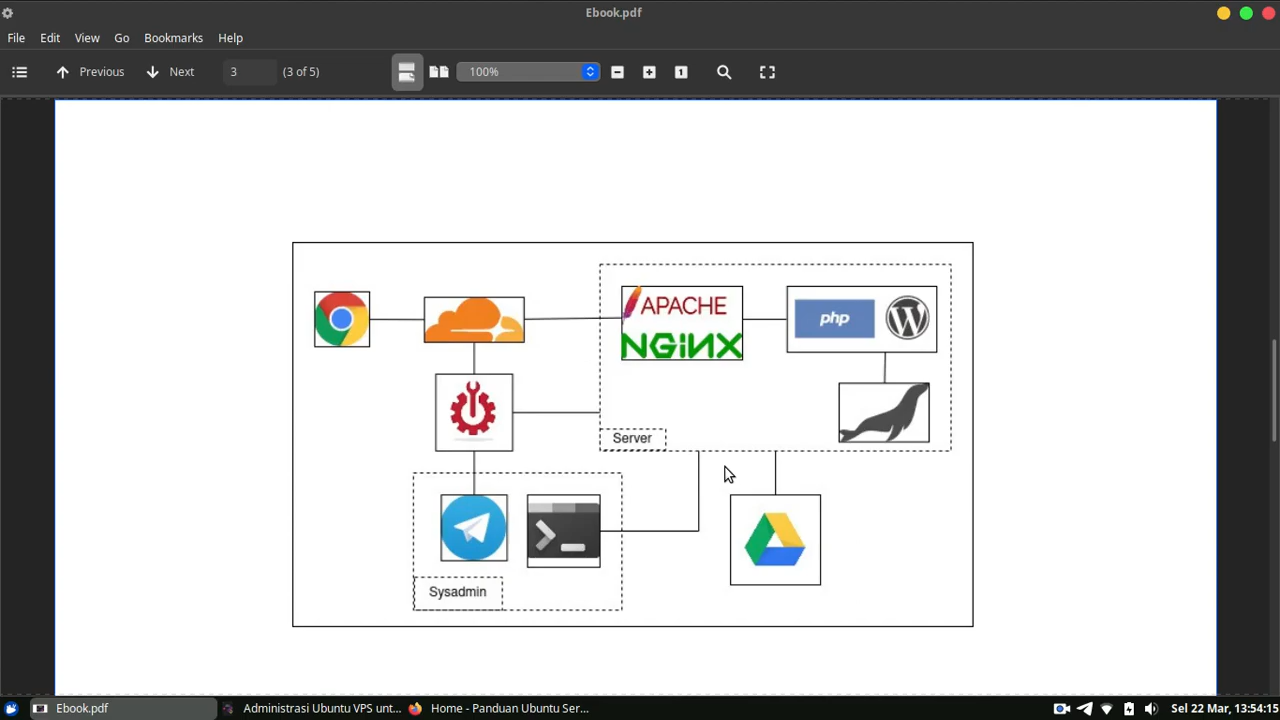 Ebook.pdf
File Edit View Go Bookmarks Help
Previous Next 3 (3 of 5) 100% 1
APACHE
NGiNX
php
W
Server
Sysadmin
Ebook.pdf Administrasi Ubuntu VPS unt... Home - Panduan Ubuntu Ser... Sel 22 Mar, 13:54:15